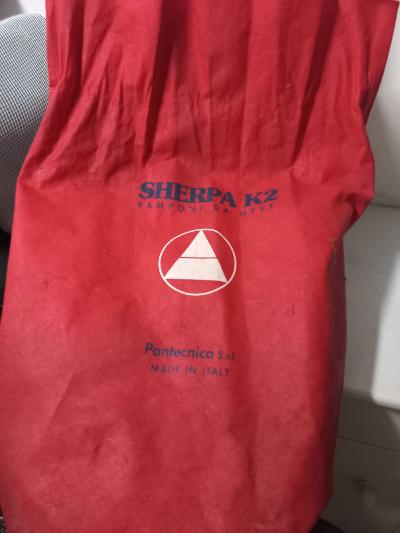 SHERPA K2
RAMPONI DA NEVE
Pantecnica S.r.l.
MADE IN ITALY